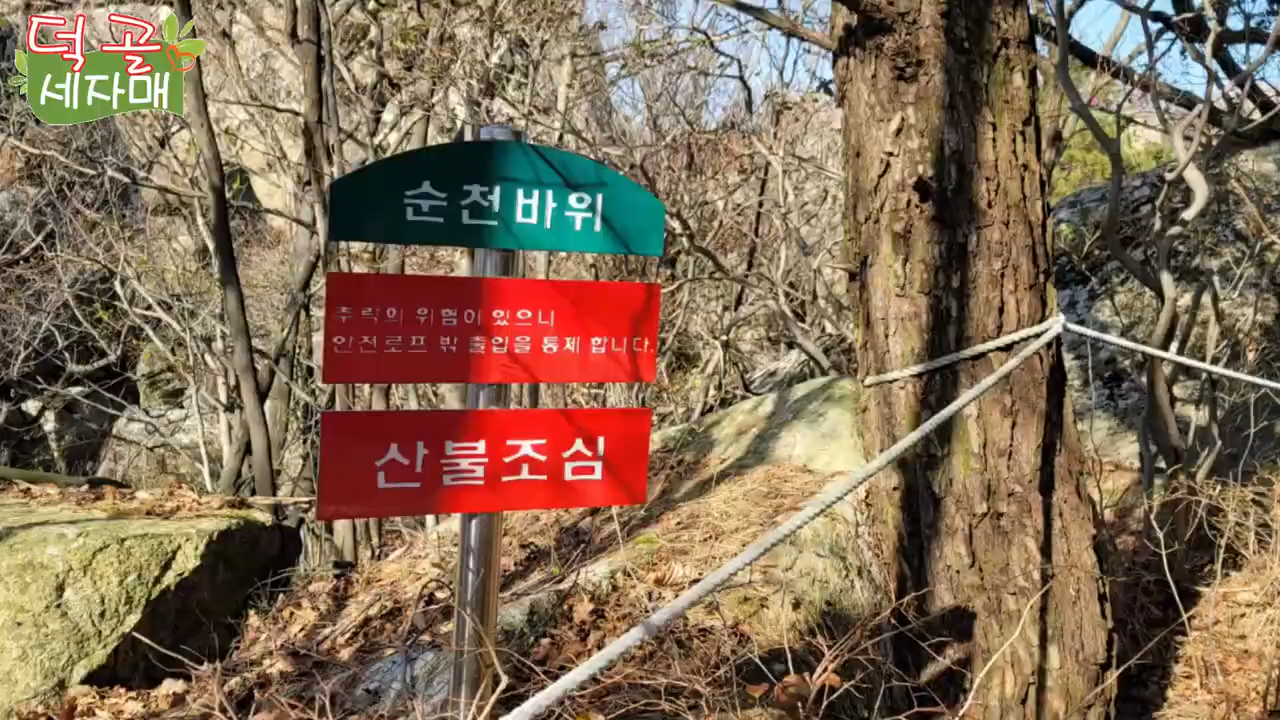 덕골
세자매
순천바위
추락의 위험이 있으니
안전로프 밖 출입을 통제 합니다.
산불조심